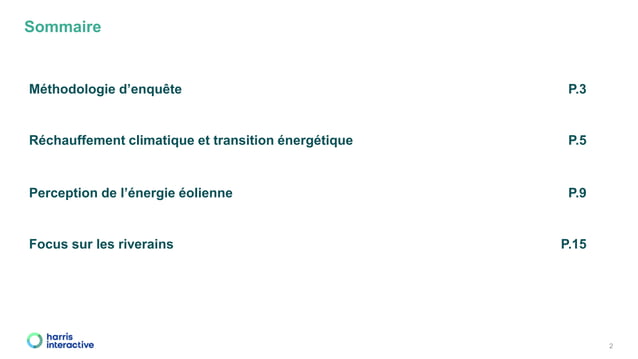 Sommaire
Méthodologie d’enquête P.3
Réchauffement climatique et transition énergétique P.5
Perception de l’énergie éolienne P.9
Focus sur les riverains P.15
harris
interactive
2